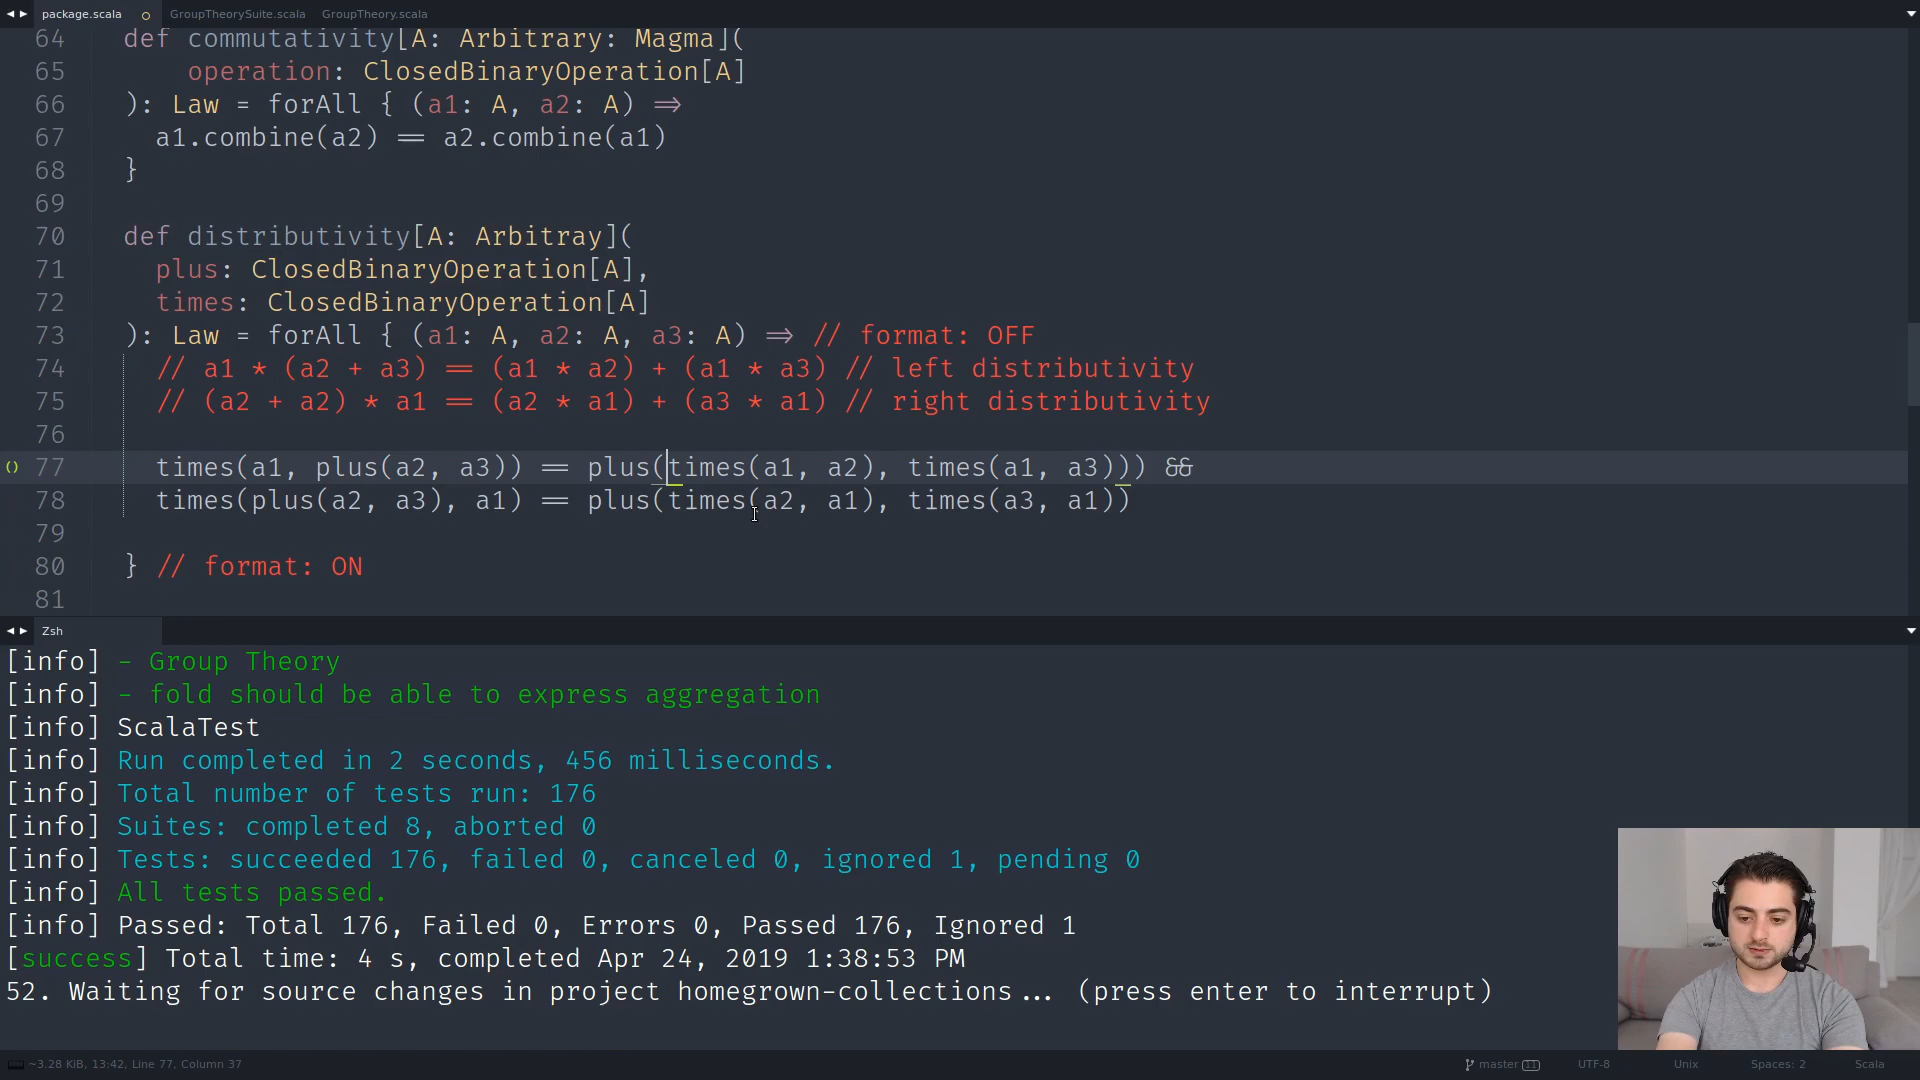 package.scala GroupTheorySuite.scala GroupTheory.scala
64 def commutativity[A: Arbitrary: Magma](
65 operation: ClosedBinaryOperation[A]
66 ): Law = forAll { (a1: A, a2: A) ⇒
67 a1.combine(a2) == a2.combine(a1)
68 }
69
70 def distributivity[A: Arbitray](
71 plus: ClosedBinaryOperation[A],
72 times: ClosedBinaryOperation[A]
73 ): Law = forAll { (a1: A, a2: A, a3: A) ⇒ // format: OFF
74 // a1 * (a2 + a3) == (a1 * a2) + (a1 * a3) // left distributivity
75 // (a2 + a2) * a1 == (a2 * a1) + (a3 * a1) // right distributivity
76
77 times(a1, plus(a2, a3)) == plus(times(a1, a2), times(a1, a3))) &&
78 times(plus(a2, a3), a1) == plus(times(a2, a1), times(a3, a1))
79
80 } // format: ON
81
Zsh
[info] - Group Theory
[info] - fold should be able to express aggregation
[info] ScalaTest
[info] Run completed in 2 seconds, 456 milliseconds.
[info] Total number of tests run: 176
[info] Suites: completed 8, aborted 0
[info] Tests: succeeded 176, failed 0, canceled 0, ignored 1, pending 0
[info] All tests passed.
[info] Passed: Total 176, Failed 0, Errors 0, Passed 176, Ignored 1
[success] Total time: 4 s, completed Apr 24, 2019 1:38:53 PM
52. Waiting for source changes in project homegrown-collections... (press enter to interrupt)
~3.28 KiB, 13:42, Line 77, Column 37 master 11 UTF-8 Unix Spaces: 2 Scala